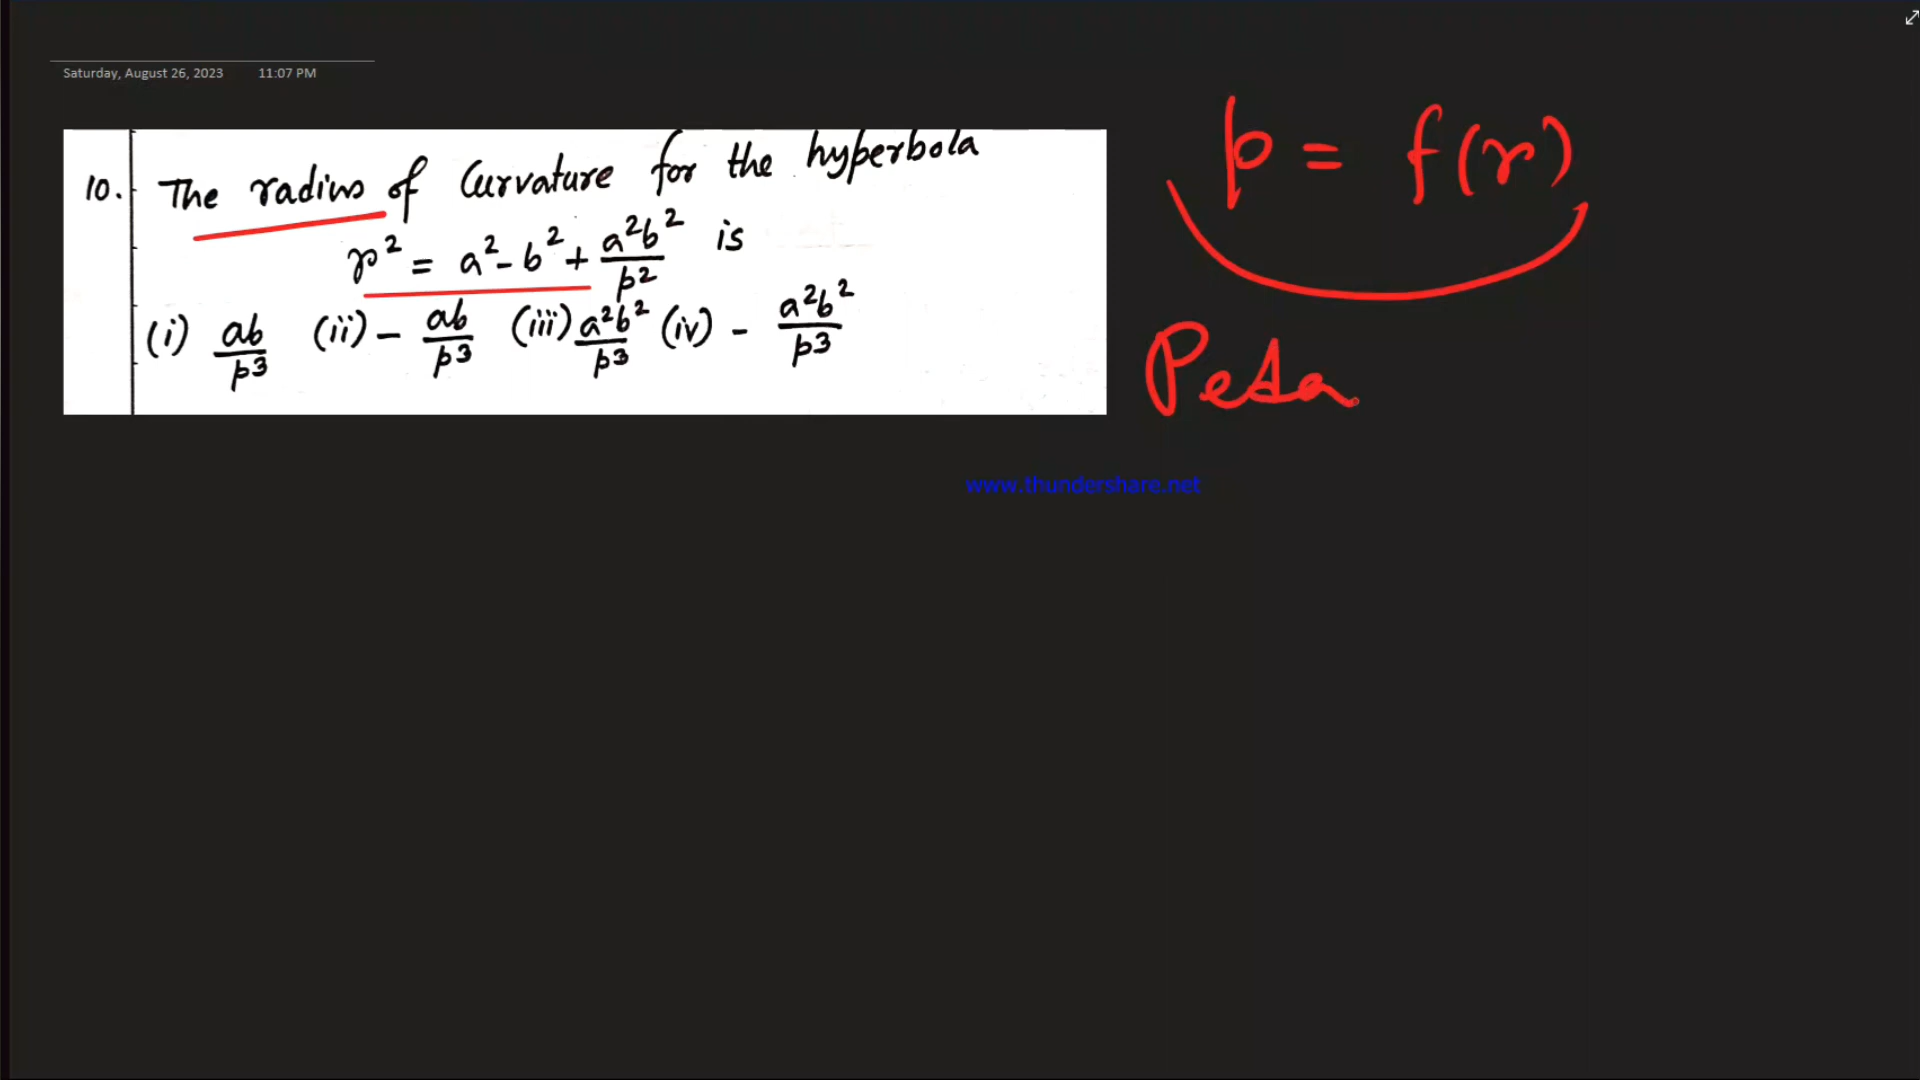 Saturday, August 26, 2023 11:07 PM
10. The radius of Curvature for the hyperbola
r² = a² - b² + a²b²/p² is
(i) ab/p³ (ii) - ab/p³ (iii) a²b²/p³ (iv) - a²b²/p³
p = f(r)
Peda
www.thundershare.net